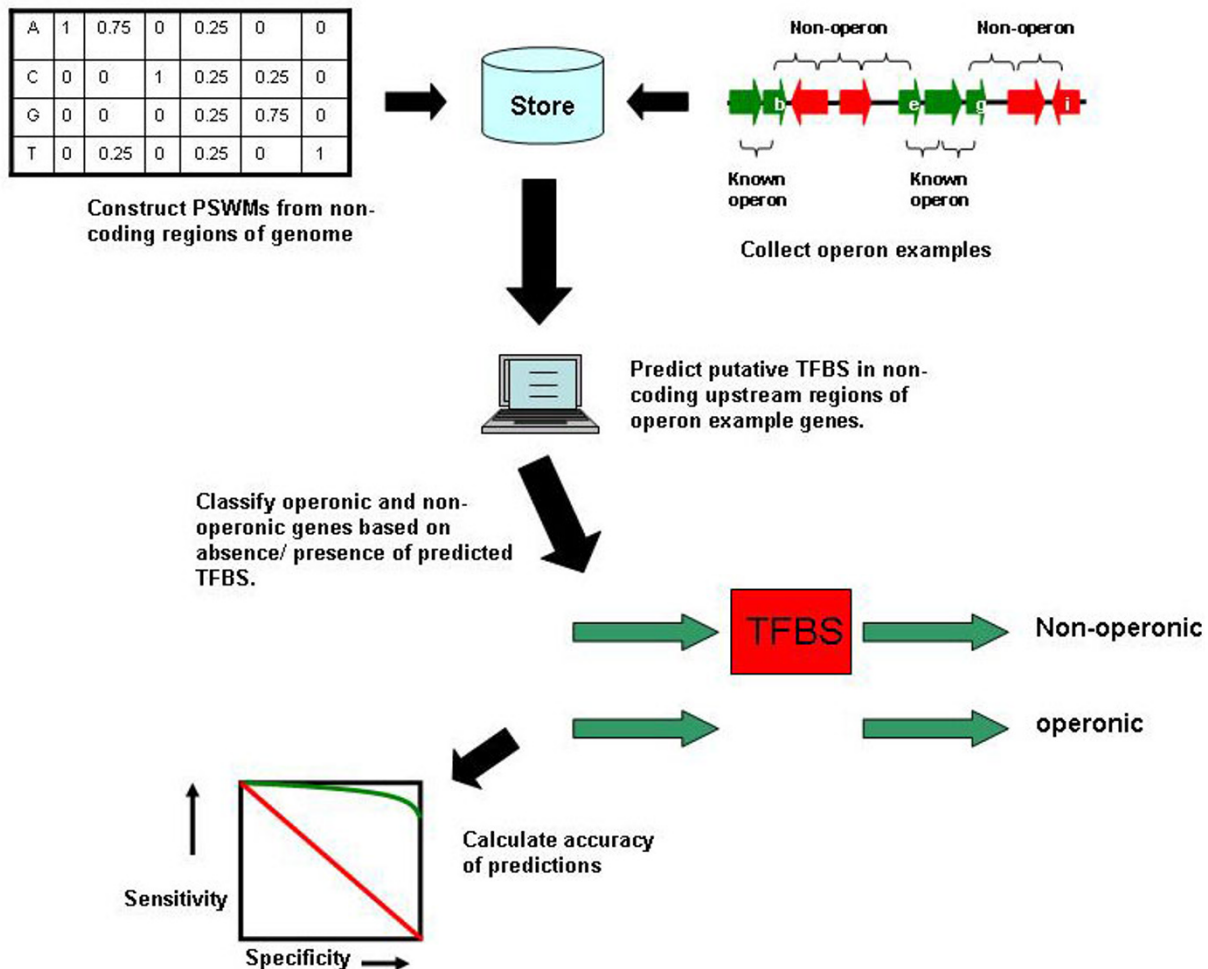 A 1 0.75 0 0.25 0 0
C 0 0 1 0.25 0.25 0
G 0 0 0 0.25 0.75 0
T 0 0.25 0 0.25 0 1
Construct PSWMs from non-
coding regions of genome
Store
Non-operon
Non-operon
b
e
g
i
Known
operon
Known
operon
Collect operon examples
Predict putative TFBS in non-
coding upstream regions of
operon example genes.
Classify operonic and non-
operonic genes based on
absence/ presence of predicted
TFBS.
TFBS
Non-operonic
operonic
Calculate accuracy
of predictions
Sensitivity
Specificity